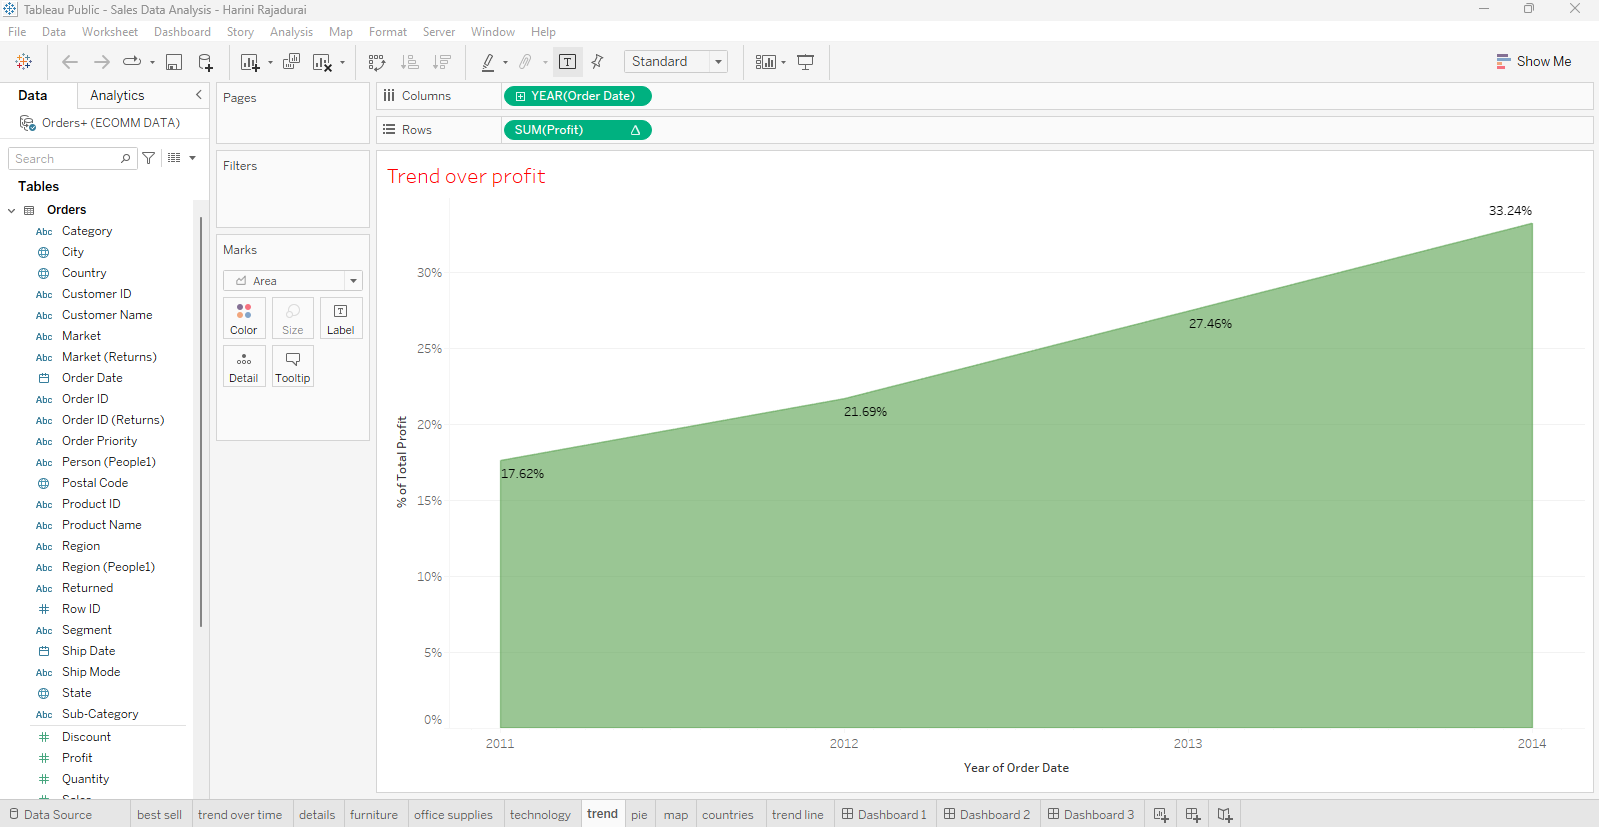 Tableau Public - Sales Data Analysis - Harini Rajadurai
File Data Worksheet Dashboard Story Analysis Map Format Server Window Help
Standard
Show Me
Data Analytics
Orders+ (ECOMM DATA)
Search
Tables
Orders
Abc Category
City
Country
Abc Customer ID
Abc Customer Name
Abc Market
Abc Market (Returns)
Order Date
Abc Order ID
Abc Order ID (Returns)
Abc Order Priority
Abc Person (People1)
Postal Code
Abc Product ID
Abc Product Name
Abc Region
Abc Region (People1)
Abc Returned
Row ID
Abc Segment
Ship Date
Abc Ship Mode
State
Abc Sub-Category
Discount
Profit
Quantity
Pages
Filters
Marks
Area
Color Size Label
Detail Tooltip
Columns YEAR(Order Date)
Rows SUM(Profit)
Trend over profit
33.24%
30%
27.46%
25%
21.69%
20%
17.62%
15%
10%
5%
0%
% of Total Profit
2011 2012 2013 2014
Year of Order Date
Data Source best sell trend over time details furniture office supplies technology trend pie map countries trend line Dashboard 1 Dashboard 2 Dashboard 3